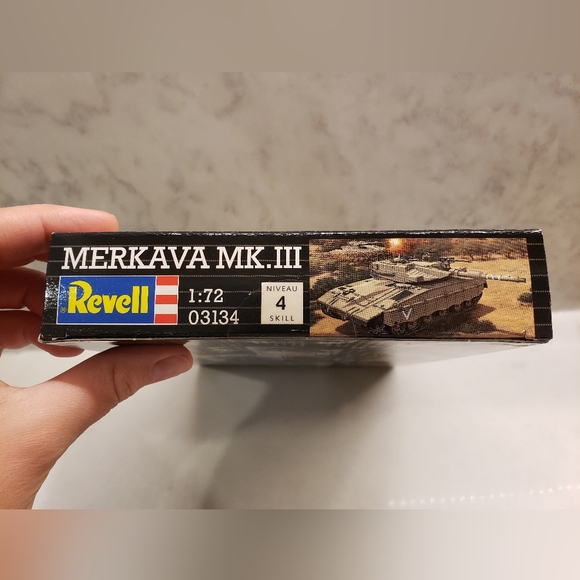 MERKAVA MK.III
Revell
1:72
03134
NIVEAU
4
SKILL